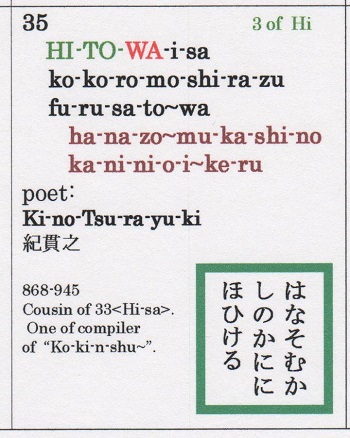 35
3 of Hi
HI-TO-WA-i-sa
ko-ko-ro-mo-shi-ra-zu
fu-ru-sa-to~wa
ha-na-zo~mu-ka-shi-no
ka-ni-ni-o-i~ke-ru
poet:
Ki-no-Tsu-ra-yu-ki
紀貫之
868-945
Cousin of 33<Hi-sa>.
One of compiler
of “Ko-ki-n-shu~”.
はなそむか
しのかにに
ほひける